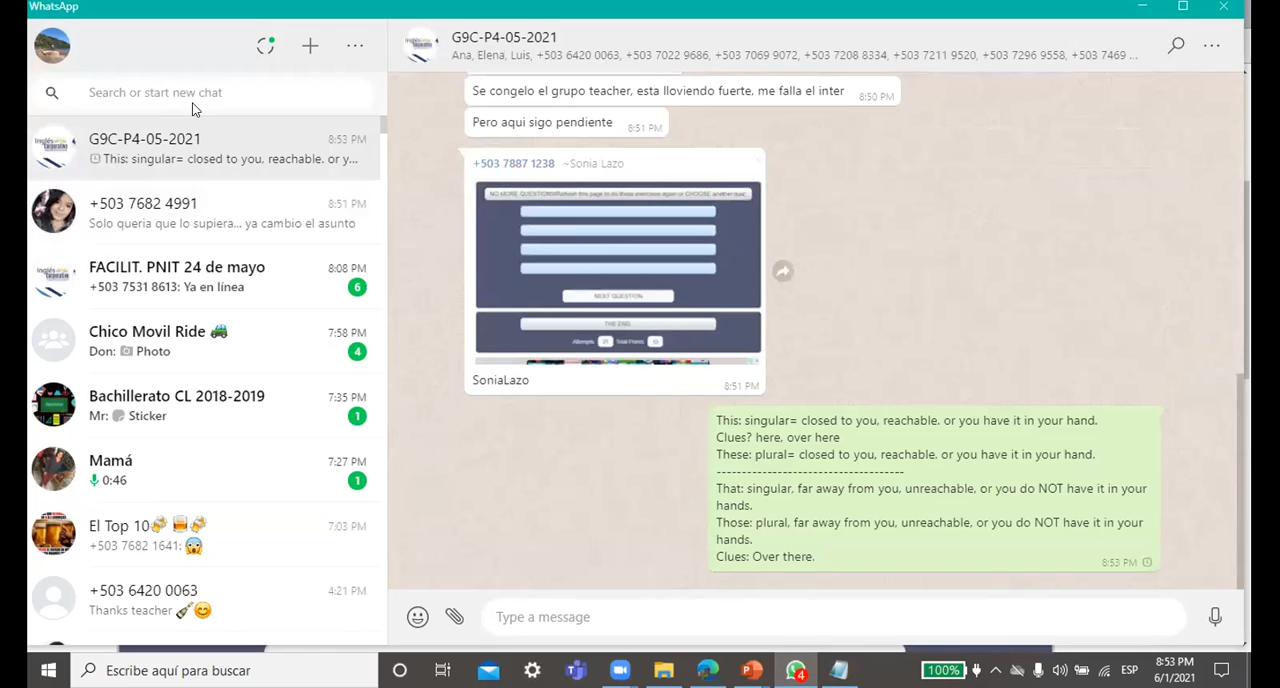 WhatsApp
Search or start new chat
G9C-P4-05-2021
8:53 PM
This: singular= closed to you, reachable. or y...
+503 7682 4991
8:51 PM
Solo queria que lo supiera... ya cambio el asunto
FACILIT. PNIT 24 de mayo
8:08 PM
+503 7531 8613: Ya en línea
6
Chico Movil Ride
7:58 PM
Don: Photo
4
Bachillerato CL 2018-2019
7:35 PM
Mr: Sticker
1
Mamá
7:27 PM
0:46
1
El Top 10
7:03 PM
+503 7682 1641:
+503 6420 0063
4:21 PM
Thanks teacher
G9C-P4-05-2021
Ana, Elena, Luis, +503 6420 0063, +503 7022 9686, +503 7069 9072, +503 7208 8334, +503 7211 9520, +503 7296 9558, +503 7469 ...
Se congelo el grupo teacher, esta lloviendo fuerte, me falla el inter
8:50 PM
Pero aqui sigo pendiente
8:51 PM
+503 7887 1238 ~Sonia Lazo
NEXT QUESTION
THE END
Attempts Total Points
SoniaLazo
8:51 PM
This: singular= closed to you, reachable. or you have it in your hand.
Clues? here, over here
These: plural= closed to you, reachable. or you have it in your hand.
-----------------------------------
That: singular, far away from you, unreachable, or you do NOT have it in your
hands.
Those: plural, far away from you, unreachable, or you do NOT have it in your
hands.
Clues: Over there.
8:53 PM
Type a message
Escribe aquí para buscar
4
100%
ESP
8:53 PM
6/1/2021